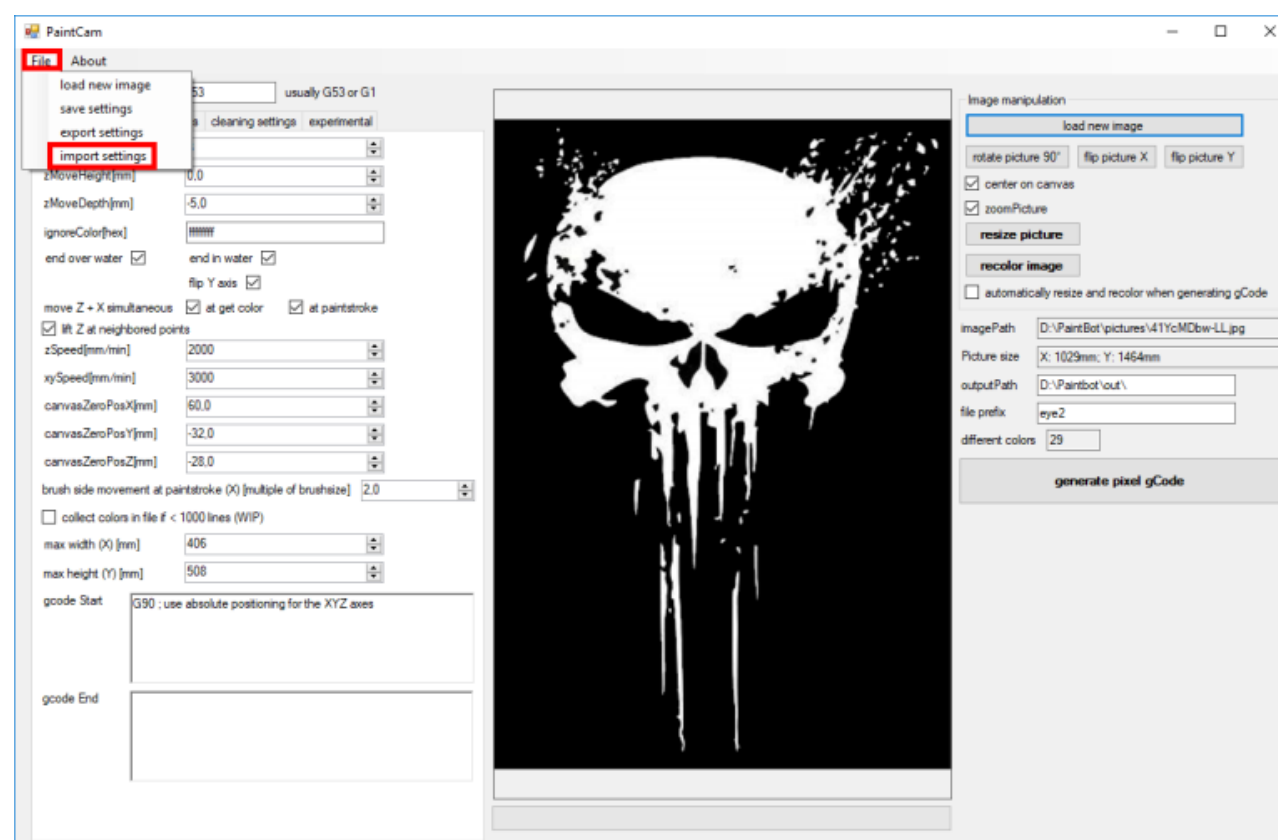 PaintCam
File About
load new image
save settings
export settings
import settings
53 usually G53 or G1
s cleaning settings experimental
zMoveHeight[mm] 0,0
zMoveDepth[mm] -5,0
ignoreColor[hex] ffffffff
end over water end in water
flip Y axis
move Z + X simultaneous at get color at paintstroke
lift Z at neighbored points
zSpeed[mm/min] 2000
xySpeed[mm/min] 3000
canvasZeroPosX[mm] 60,0
canvasZeroPosY[mm] -32,0
canvasZeroPosZ[mm] -28,0
brush side movement at paintstroke (X) [multiple of brushsize] 2,0
collect colors in file if < 1000 lines (WIP)
max width (X) [mm] 406
max height (Y) [mm] 508
gcode Start G90 ; use absolute positioning for the XYZ axes
gcode End
Image manipulation
load new image
rotate picture 90° flip picture X flip picture Y
center on canvas
zoomPicture
resize picture
recolor image
automatically resize and recolor when generating gCode
imagePath D:\PaintBot\pictures\41YcMDbw-LL.jpg
Picture size X: 1029mm; Y: 1464mm
outputPath D:\Paintbot\out\
file prefix eye2
different colors 29
generate pixel gCode